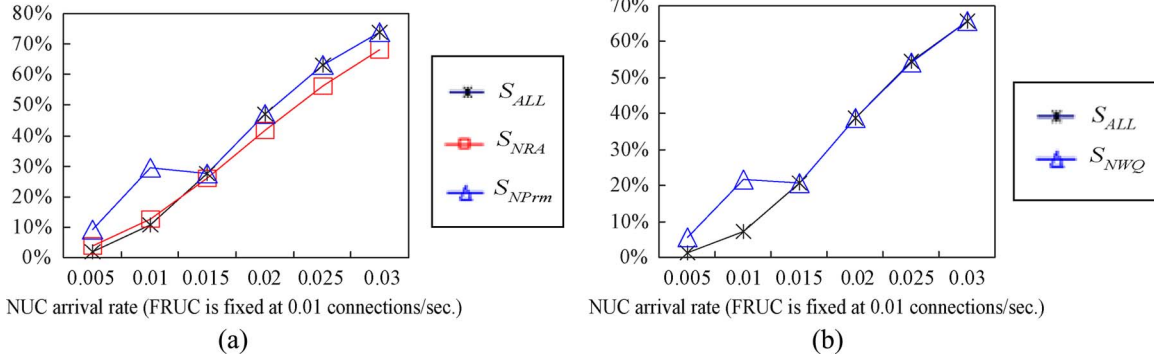 80%
70%
60%
50%
40%
30%
20%
10%
0%
0.005 0.01 0.015 0.02 0.025 0.03
NUC arrival rate (FRUC is fixed at 0.01 connections/sec.)
(a)
S_ALL
S_NRA
S_NPrm
70%
60%
50%
40%
30%
20%
10%
0%
0.005 0.01 0.015 0.02 0.025 0.03
NUC arrival rate (FRUC is fixed at 0.01 connections/sec.)
(b)
S_ALL
S_NWQ